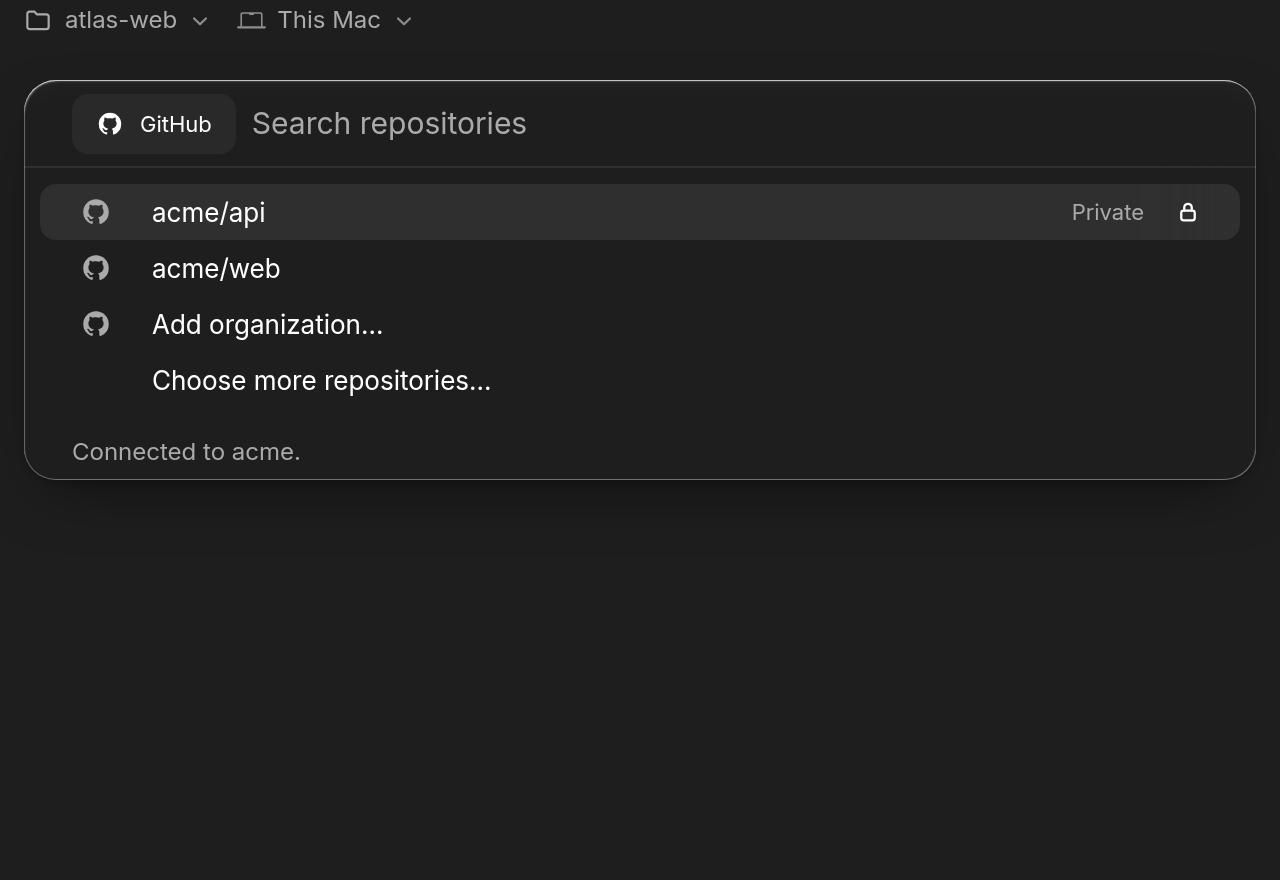 atlas-web This Mac
GitHub Search repositories
acme/api Private
acme/web
Add organization...
Choose more repositories...
Connected to acme.